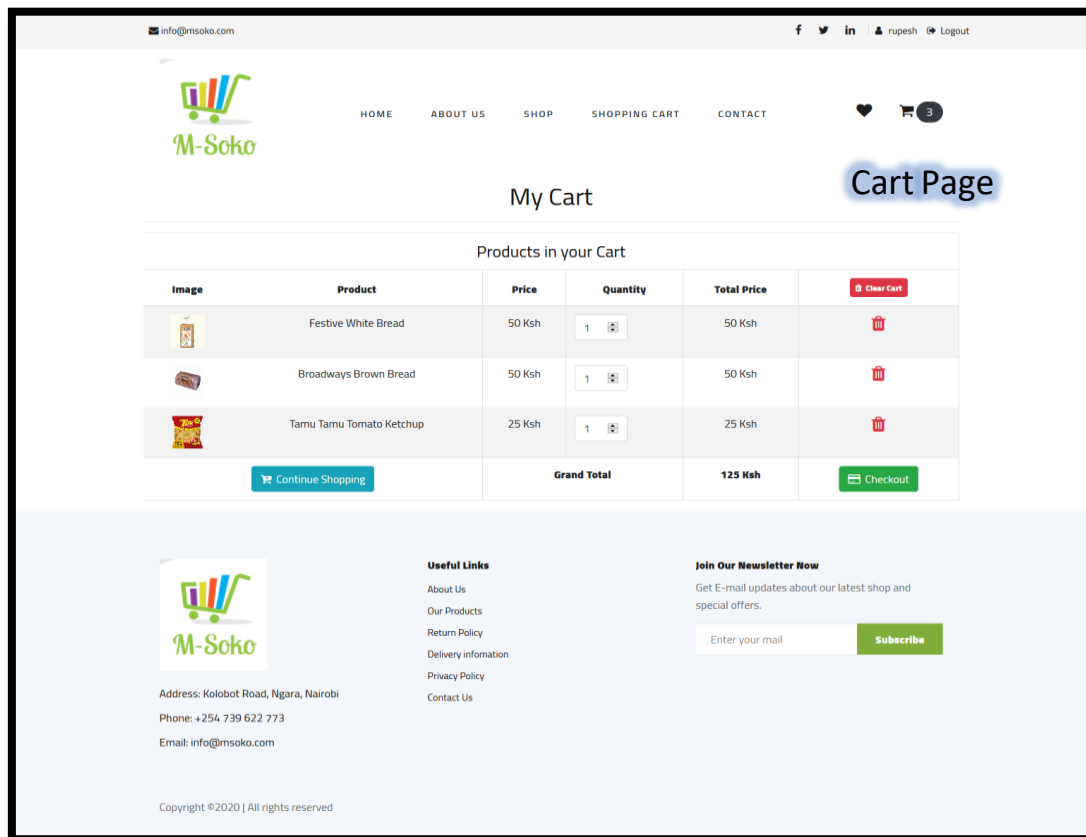 info@msoko.com
rupesh Logout
M-Soko
HOME ABOUT US SHOP SHOPPING CART CONTACT 3
Cart Page
My Cart
Products in your Cart
Image Product Price Quantity Total Price Clear Cart
Festive White Bread 50 Ksh 1 50 Ksh
Broadways Brown Bread 50 Ksh 1 50 Ksh
Tamu Tamu Tomato Ketchup 25 Ksh 1 25 Ksh
Continue Shopping Grand Total 125 Ksh Checkout
M-Soko
Address: Kolobot Road, Ngara, Nairobi
Phone: +254 739 622 773
Email: info@msoko.com
Useful Links
About Us
Our Products
Return Policy
Delivery infomation
Privacy Policy
Contact Us
Join Our Newsletter Now
Get E-mail updates about our latest shop and
special offers.
Enter your mail Subscribe
Copyright ©2020 | All rights reserved